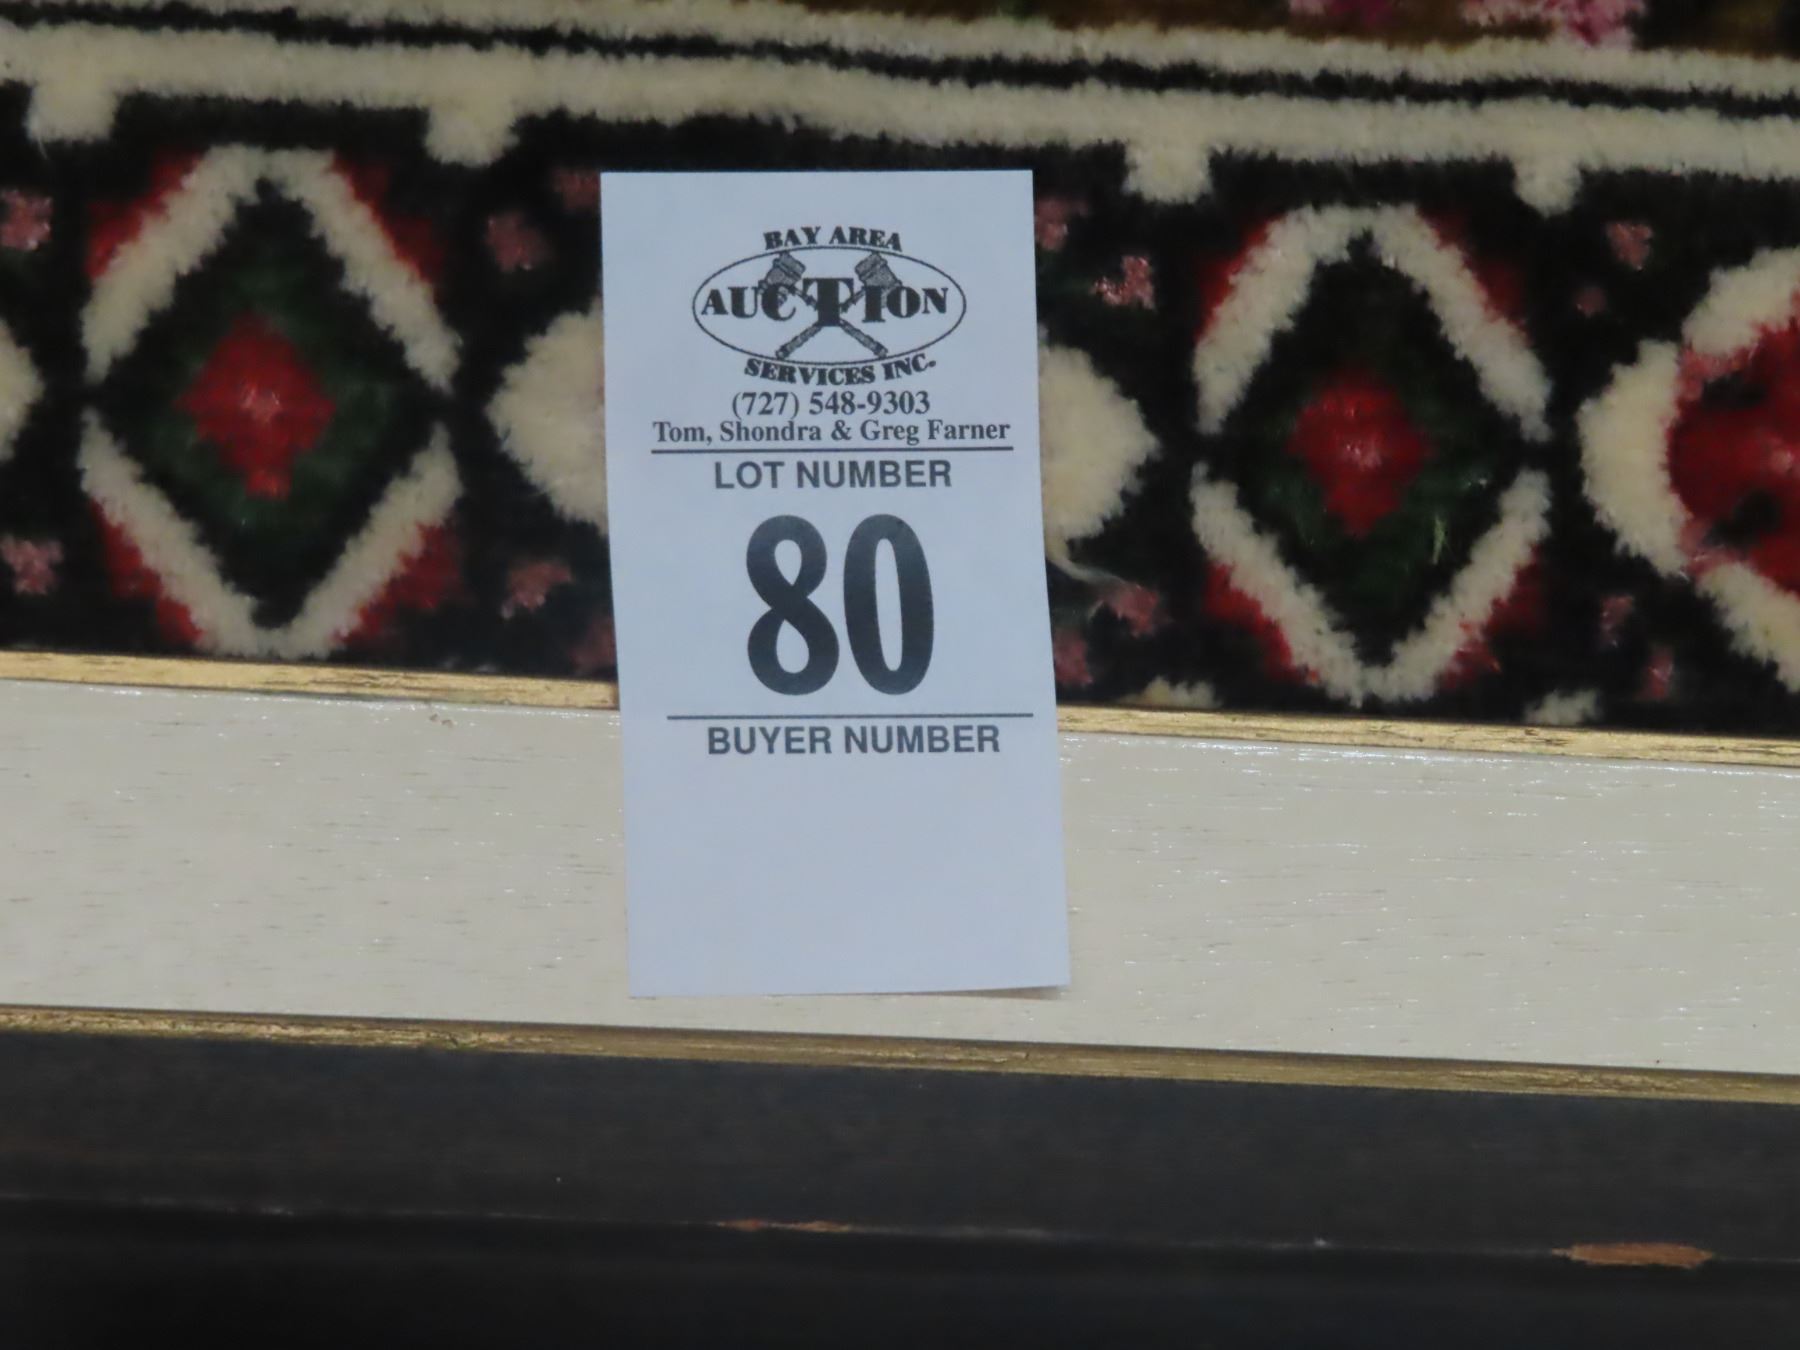 BAY AREA
AUCTION
SERVICES INC.
(727) 548-9303
Tom, Shondra & Greg Farner
LOT NUMBER
80
BUYER NUMBER